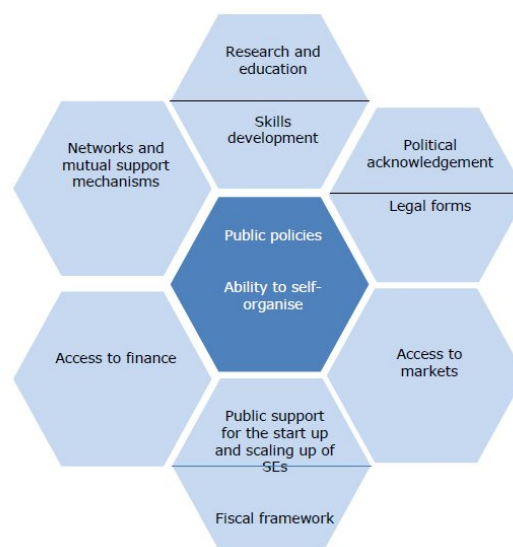 Research and
education
Skills
development
Networks and
mutual support
mechanisms
Political
acknowledgement
Legal forms
Public policies
Ability to self-
organise
Access to finance
Access to
markets
Public support
for the start up
and scaling up of
SEs
Fiscal framework